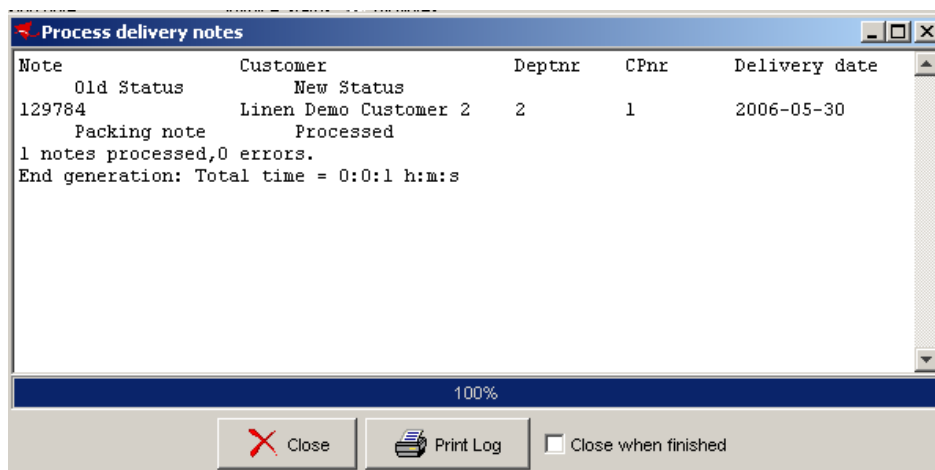 Process delivery notes
Note Customer Deptnr CPnr Delivery date
Old Status New Status
129784 Linen Demo Customer 2 2 1 2006-05-30
Packing note Processed
1 notes processed,0 errors.
End generation: Total time = 0:0:1 h:m:s
100%
Close Print Log Close when finished